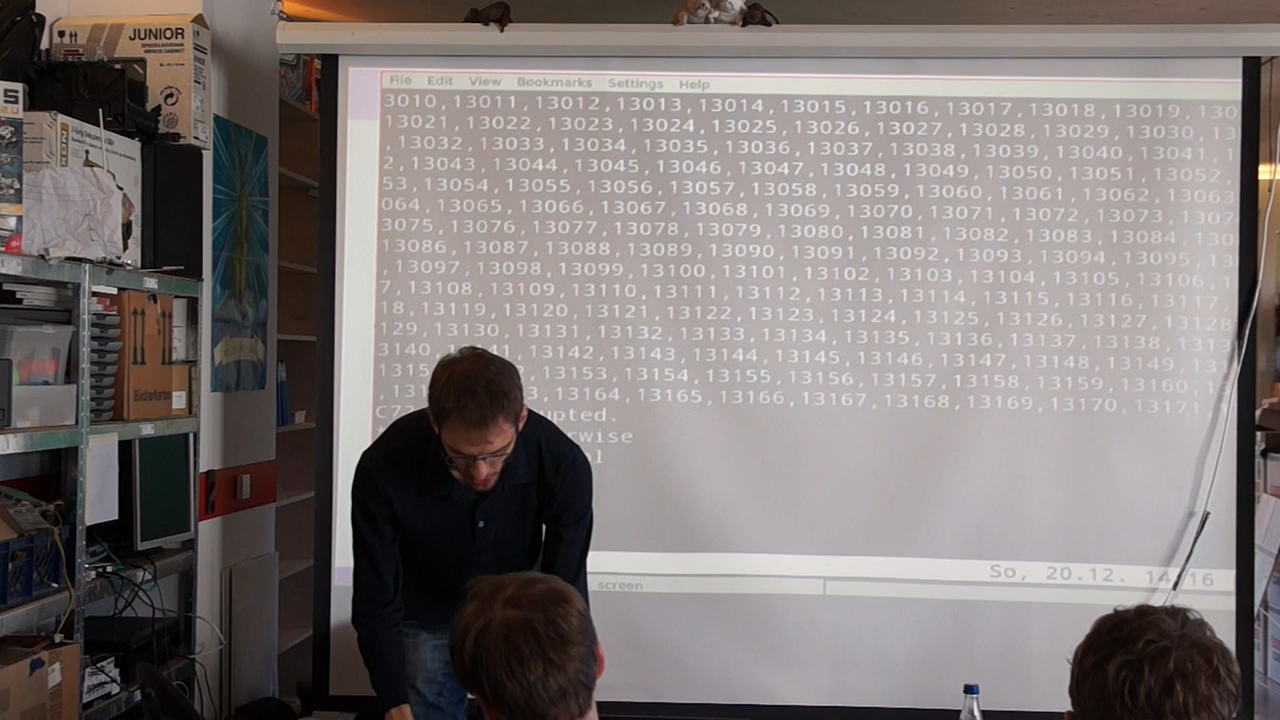 JUNIOR
File Edit View Bookmarks Settings Help
3010,13011,13012,13013,13014,13015,13016,13017,13018,13019,130
13021,13022,13023,13024,13025,13026,13027,13028,13029,13030,13
,13032,13033,13034,13035,13036,13037,13038,13039,13040,13041,1
2,13043,13044,13045,13046,13047,13048,13049,13050,13051,13052,
53,13054,13055,13056,13057,13058,13059,13060,13061,13062,13063
064,13065,13066,13067,13068,13069,13070,13071,13072,13073,1307
3075,13076,13077,13078,13079,13080,13081,13082,13083,13084,130
13086,13087,13088,13089,13090,13091,13092,13093,13094,13095,13
,13097,13098,13099,13100,13101,13102,13103,13104,13105,13106,1
7,13108,13109,13110,13111,13112,13113,13114,13115,13116,13117
18,13119,13120,13121,13122,13123,13124,13125,13126,13127,13128
129,13130,13131,13132,13133,13134,13135,13136,13137,13138,1313
3140, 41,13142,13143,13144,13145,13146,13147,13148,13149,131
1315 ,13153,13154,13155,13156,13157,13158,13159,13160,1
,131 3,13164,13165,13166,13167,13168,13169,13170,13171
upted.
rwise
l
screen
So, 20.12. 14 16
Bilderkarton